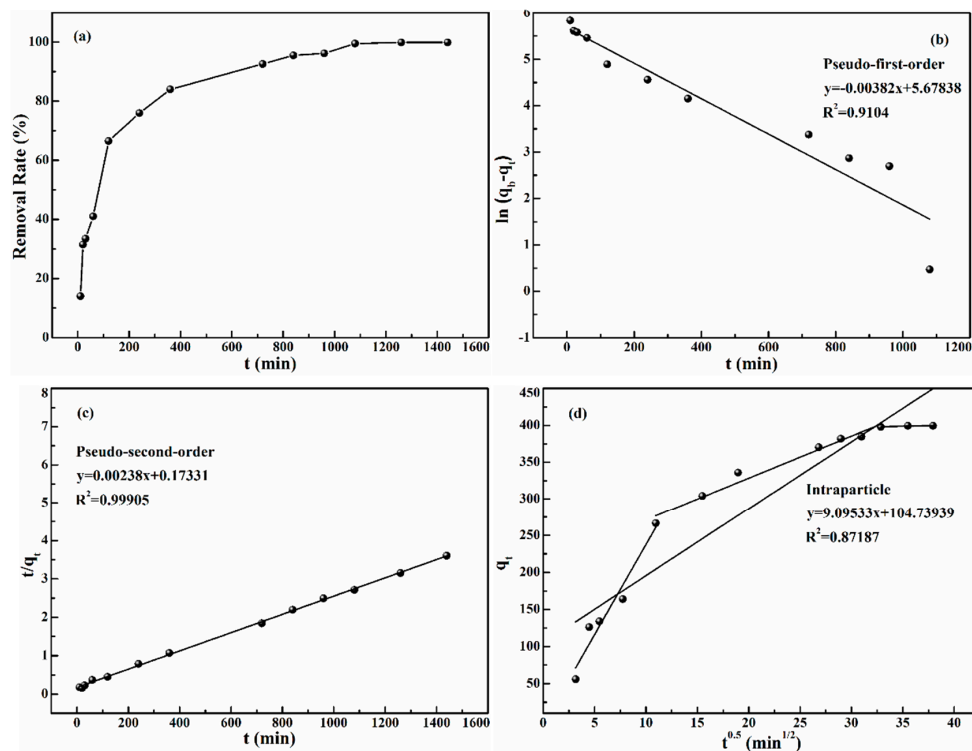 (a)
100
80
60
40
20
0
Removal Rate (%)
0 200 400 600 800 1000 1200 1400 1600
t (min)
(b)
Pseudo-first-order
y=-0.00382x+5.67838
R²=0.9104
6
5
4
3
2
1
0
-1
ln (qb-qt)
0 200 400 600 800 1000 1200
t (min)
(c)
Pseudo-second-order
y=0.00238x+0.17331
R²=0.99905
8
7
6
5
4
3
2
1
0
t/qt
0 200 400 600 800 1000 1200 1400 1600
t (min)
(d)
Intraparticle
y=9.09533x+104.73939
R²=0.87187
450
400
350
300
250
200
150
100
50
qt
0 5 10 15 20 25 30 35 40
t^0.5 (min^1/2)